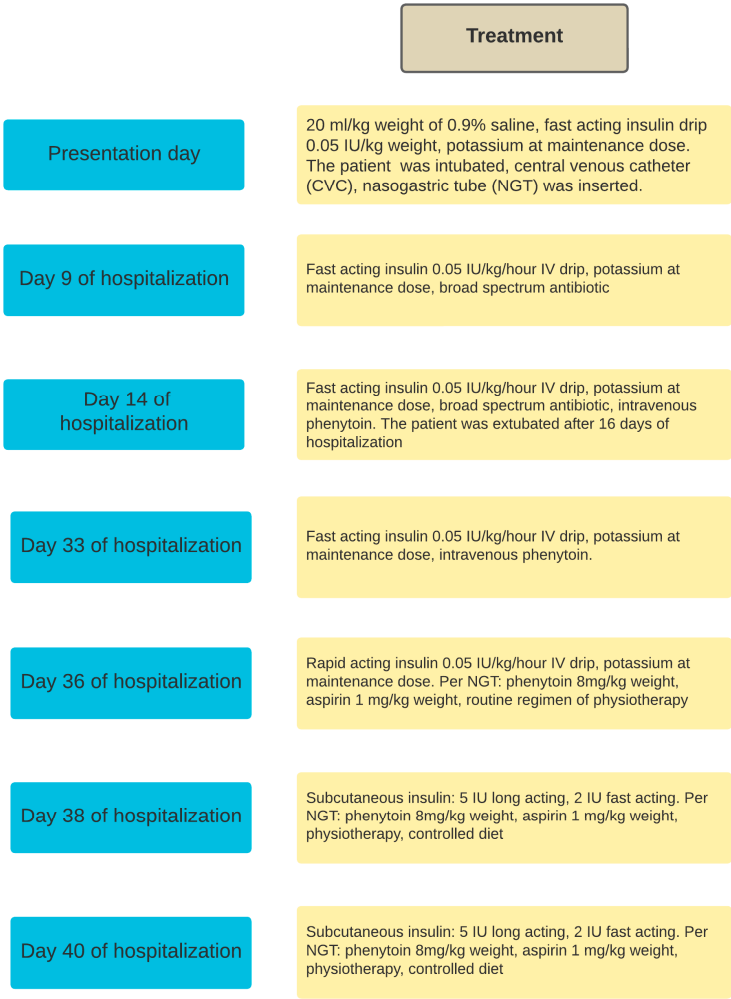 Treatment
Presentation day
20 ml/kg weight of 0.9% saline, fast acting insulin drip
0.05 IU/kg weight, potassium at maintenance dose.
The patient  was intubated, central venous catheter
(CVC), nasogastric tube (NGT) was inserted.
Day 9 of hospitalization
Fast acting insulin 0.05 IU/kg/hour IV drip, potassium at
maintenance dose, broad spectrum antibiotic
Day 14 of
hospitalization
Fast acting insulin 0.05 IU/kg/hour IV drip, potassium at
maintenance dose, broad spectrum antibiotic, intravenous
phenytoin. The patient was extubated after 16 days of
hospitalization
Day 33 of hospitalization
Fast acting insulin 0.05 IU/kg/hour IV drip, potassium at
maintenance dose, intravenous phenytoin.
Day 36 of hospitalization
Rapid acting insulin 0.05 IU/kg/hour IV drip, potassium at
maintenance dose. Per NGT: phenytoin 8mg/kg weight,
aspirin 1 mg/kg weight, routine regimen of physiotherapy
Day 38 of hospitalization
Subcutaneous insulin: 5 IU long acting, 2 IU fast acting. Per
NGT: phenytoin 8mg/kg weight, aspirin 1 mg/kg weight,
physiotherapy, controlled diet
Day 40 of hospitalization
Subcutaneous insulin: 5 IU long acting, 2 IU fast acting. Per
NGT: phenytoin 8mg/kg weight, aspirin 1 mg/kg weight,
physiotherapy, controlled diet